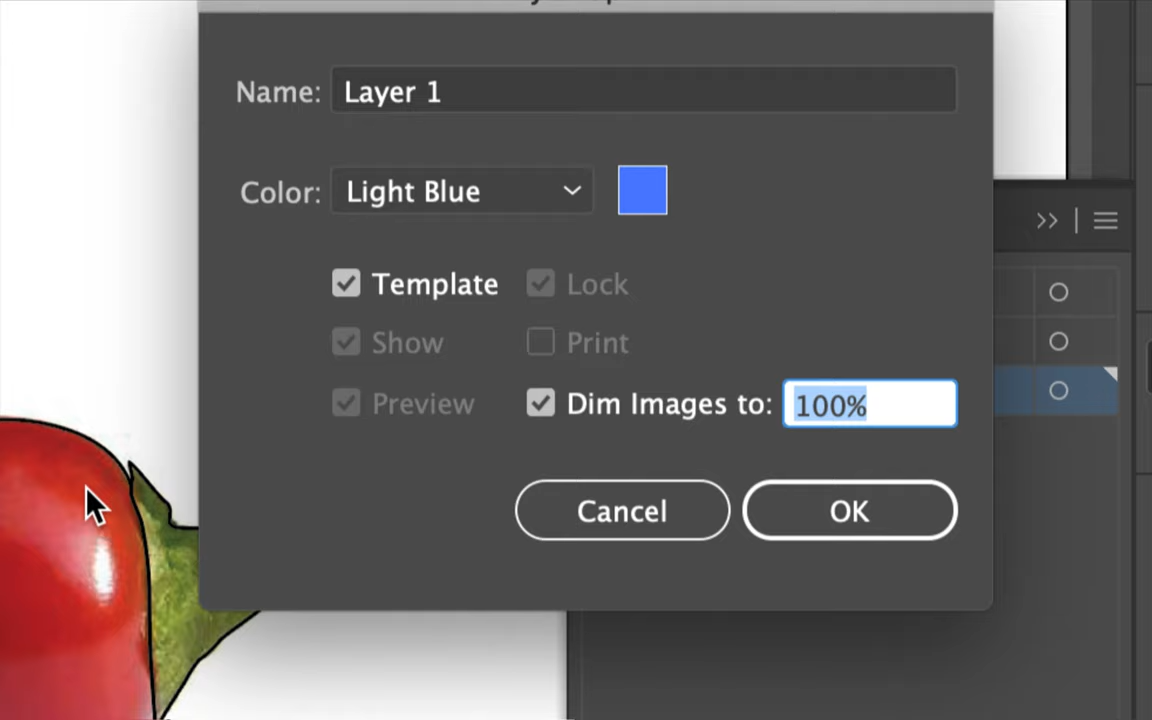 Name: Layer 1
Color: Light Blue
Template Lock
Show Print
Preview Dim Images to: 100%
Cancel OK